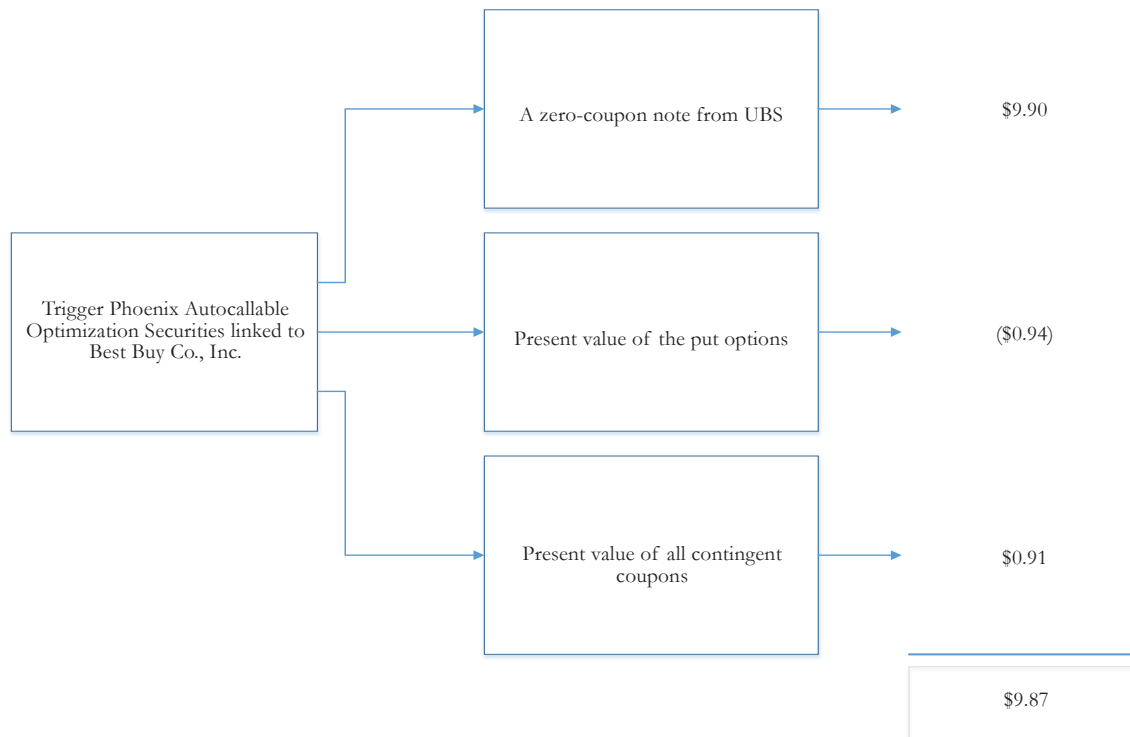 A zero-coupon note from UBS
$9.90
Trigger Phoenix Autocallable
Optimization Securities linked to
Best Buy Co., Inc.
Present value of the put options
($0.94)
Present value of all contingent
coupons
$0.91
$9.87